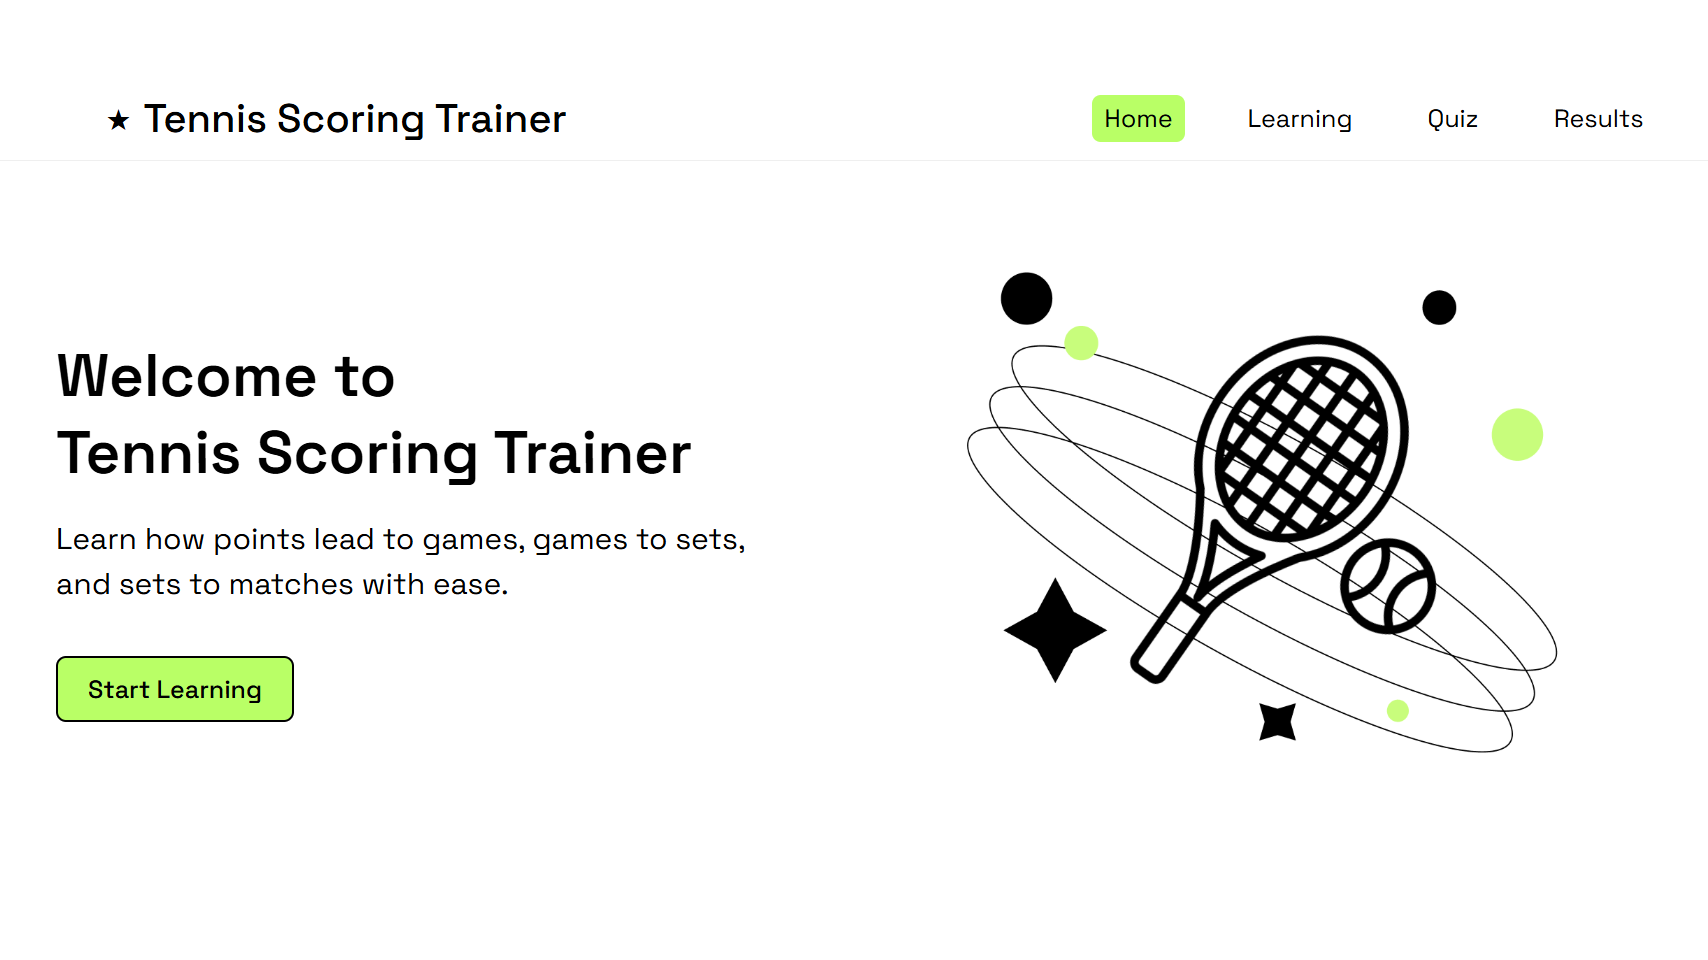 ★ Tennis Scoring Trainer
Home
Learning
Quiz
Results
Welcome to
Tennis Scoring Trainer
Learn how points lead to games, games to sets,
and sets to matches with ease.
Start Learning